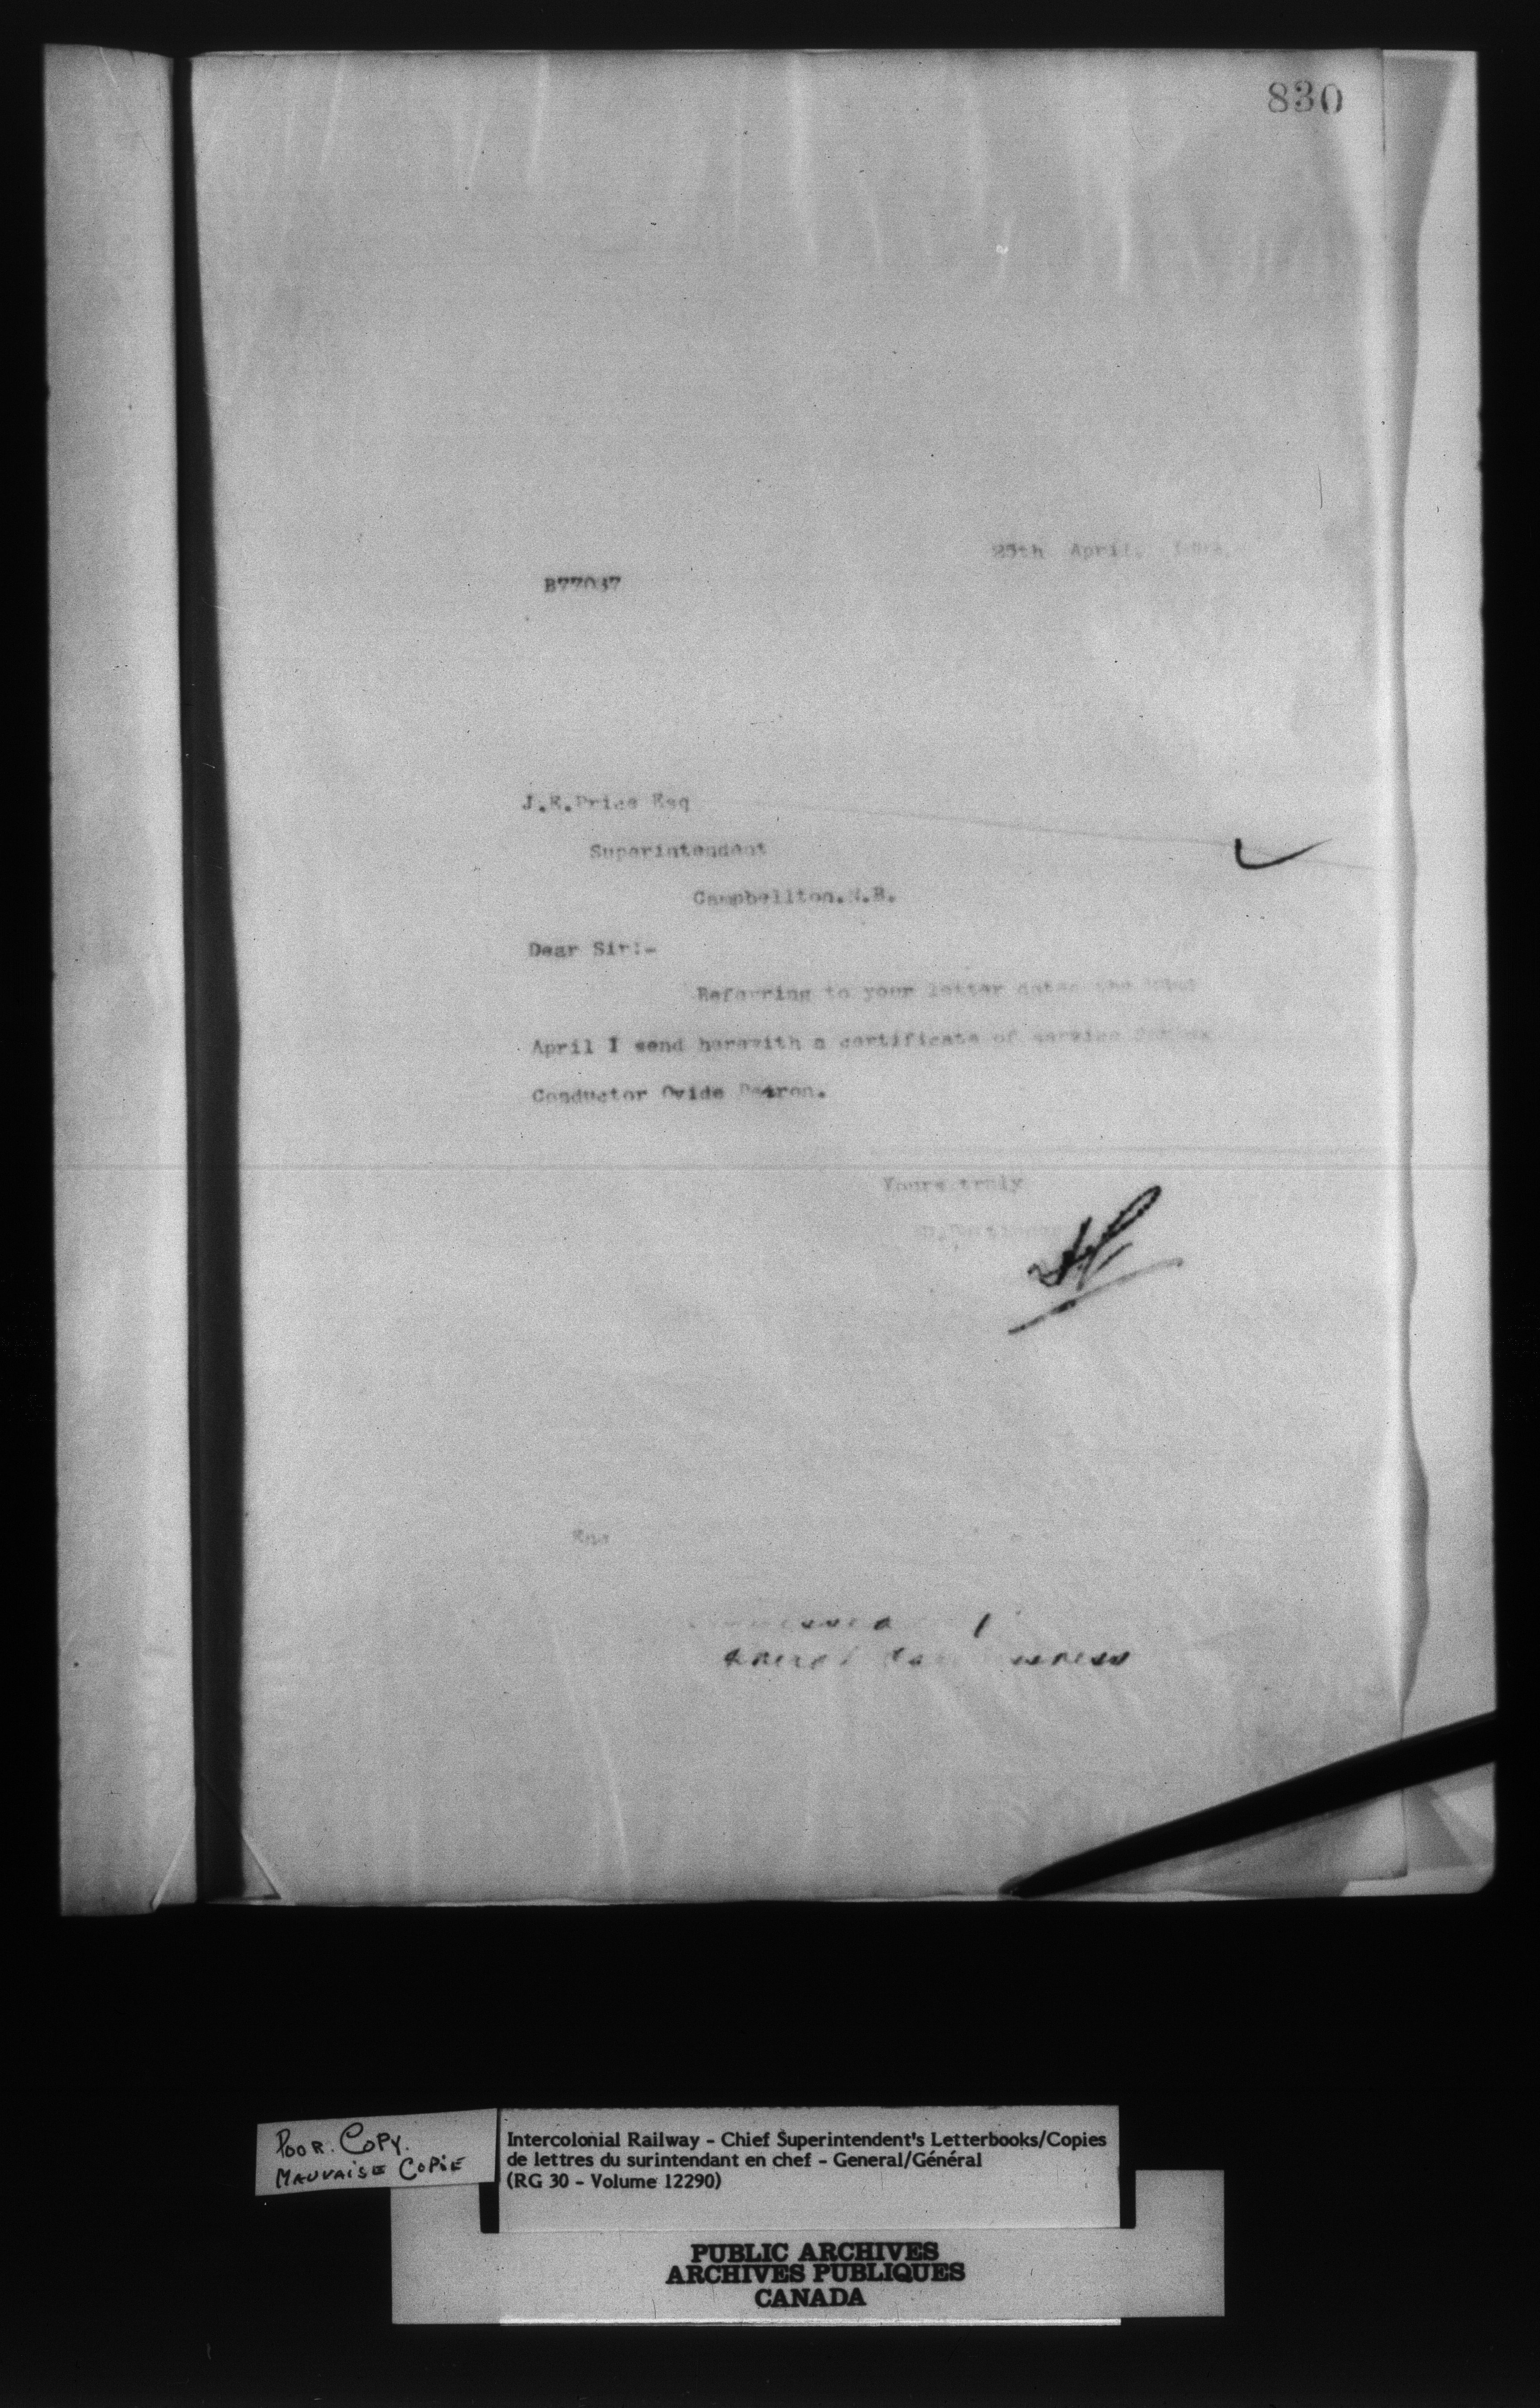 830
25th April,
B77037
J.E.Price Esq
Superintendent
Campbellton.N.B.
Dear Sir:-
Referring to your letter dated the
April I send herewith a certificate of service
Conductor Ovide
Yours truly
Enc
POOR. COPY.
MAUVAISE COPIE
Intercolonial Railway - Chief Superintendent's Letterbooks/Copies
de lettres du surintendant en chef - General/Général
(RG 30 - Volume 12290)
PUBLIC ARCHIVES
ARCHIVES PUBLIQUES
CANADA